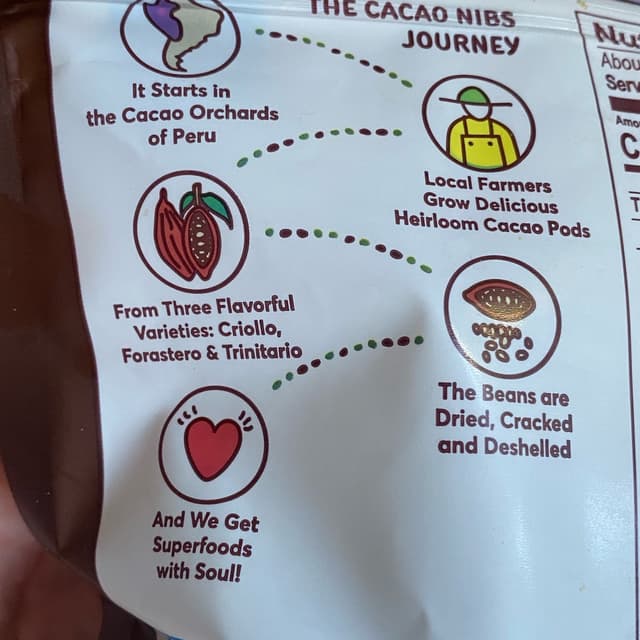 THE CACAO NIBS
JOURNEY
It Starts in
the Cacao Orchards
of Peru
Local Farmers
Grow Delicious
Heirloom Cacao Pods
From Three Flavorful
Varieties: Criollo,
Forastero & Trinitario
The Beans are
Dried, Cracked
and Deshelled
And We Get
Superfoods
with Soul!